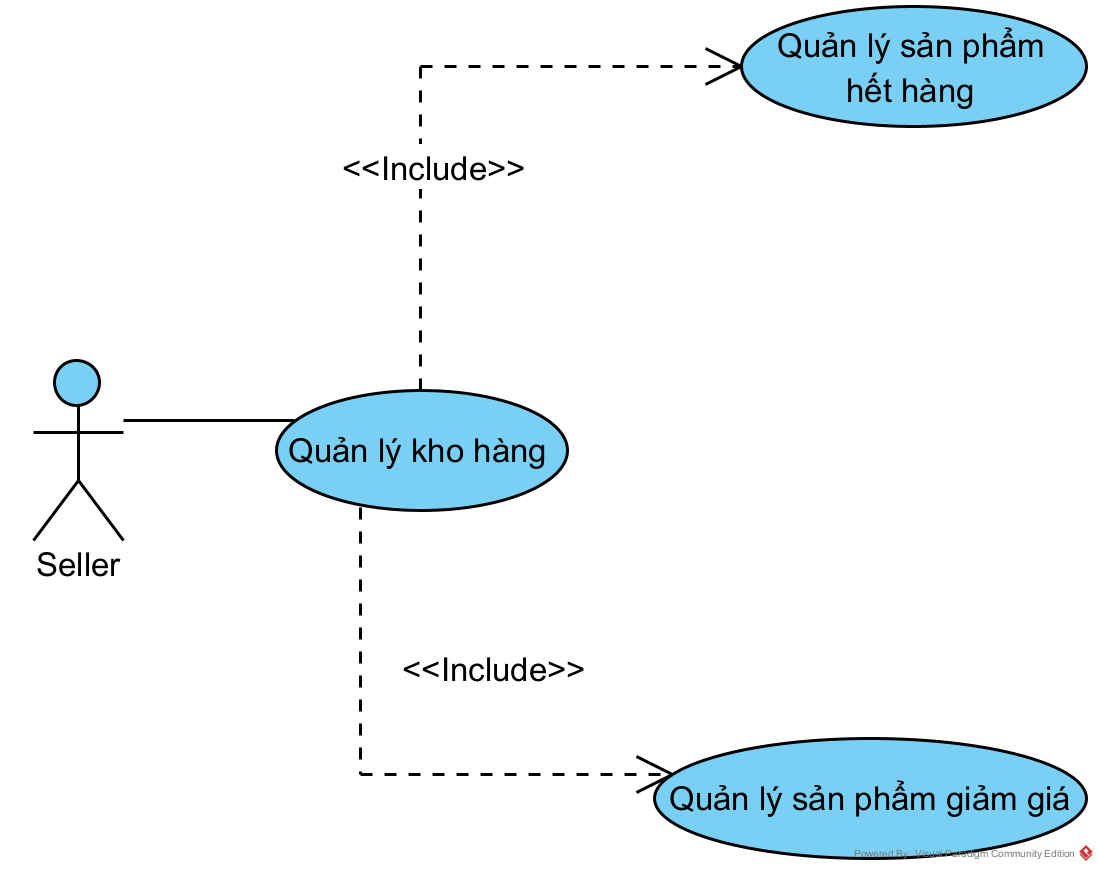 Quản lý sản phẩm
hết hàng
<<Include>>
Quản lý kho hàng
Seller
<<Include>>
Quản lý sản phẩm giảm giá
Powered By Visual Paradigm Community Edition